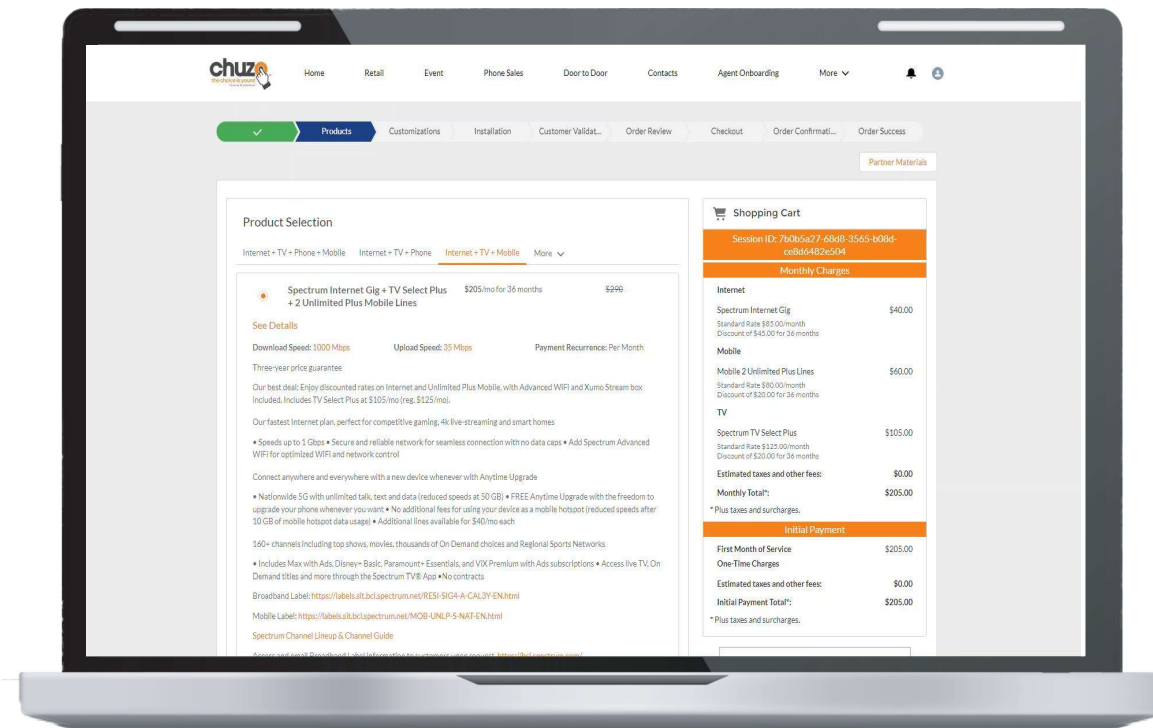 chuzo
the choice is yours!
Home
Retail
Event
Phone Sales
Door to Door
Contacts
Agent Onboarding
More
Products
Customizations
Installation
Customer Validat...
Order Review
Checkout
Order Confirmati...
Order Success
Partner Materials
Product Selection
Internet + TV + Phone + Mobile
Internet + TV + Phone
Internet + TV + Mobile
More
Spectrum Internet Gig + TV Select Plus
+ 2 Unlimited Plus Mobile Lines
$205/mo for 36 months
$290
See Details
Download Speed: 1000 Mbps
Upload Speed: 35 Mbps
Payment Recurrence: Per Month
Three-year price guarantee
Our best deal: Enjoy discounted rates on Internet and Unlimited Plus Mobile, with Advanced WiFi and Xumo Stream box
included. Includes TV Select Plus at $105/mo (reg. $125/mo).
Our fastest Internet plan, perfect for competitive gaming, 4k live-streaming and smart homes
• Speeds up to 1 Gbps • Secure and reliable network for seamless connection with no data caps • Add Spectrum Advanced
WiFi for optimized WiFi and network control
Connect anywhere and everywhere with a new device whenever with Anytime Upgrade
• Nationwide 5G with unlimited talk, text and data (reduced speeds at 50 GB) • FREE Anytime Upgrade with the freedom to
upgrade your phone whenever you want • No additional fees for using your device as a mobile hotspot (reduced speeds after
10 GB of mobile hotspot data usage) • Additional lines available for $40/mo each
160+ channels including top shows, movies, thousands of On Demand choices and Regional Sports Networks
• Includes Max with Ads, Disney+ Basic, Paramount+ Essentials, and ViX Premium with Ads subscriptions • Access live TV, On
Demand titles and more through the Spectrum TV® App •No contracts
Broadband Label: https://labels.sit.bcl.spectrum.net/RESI-SIG4-A-CAL3Y-EN.html
Mobile Label: https://labels.sit.bcl.spectrum.net/MOB-UNLP-S-NAT-EN.html
Spectrum Channel Lineup & Channel Guide
Access and email Broadband Label information to customers upon request. https://bcl.spectrum.com/
Shopping Cart
Session ID: 7b0b5a27-68d8-3565-b08d-
ce8d6482e504
Monthly Charges
Internet
Spectrum Internet Gig
$40.00
Standard Rate $85.00/month
Discount of $45.00 for 36 months
Mobile
Mobile 2 Unlimited Plus Lines
$60.00
Standard Rate $80.00/month
Discount of $20.00 for 36 months
TV
Spectrum TV Select Plus
$105.00
Standard Rate $125.00/month
Discount of $20.00 for 36 months
Estimated taxes and other fees:
$0.00
Monthly Total*:
$205.00
* Plus taxes and surcharges.
Initial Payment
First Month of Service
$205.00
One-Time Charges
Estimated taxes and other fees:
$0.00
Initial Payment Total*:
$205.00
* Plus taxes and surcharges.